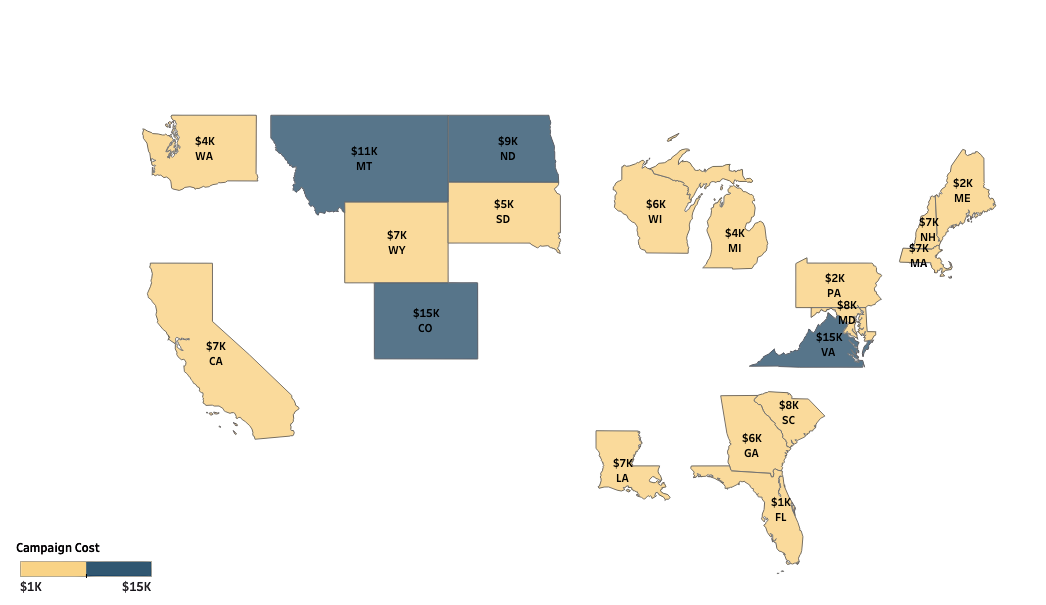 $4K
WA
$11K
MT
$9K
ND
$5K
SD
$7K
WY
$15K
CO
$7K
CA
$6K
WI
$4K
MI
$2K
ME
$7K
NH
$7K
MA
$2K
PA
$8K
MD
$15K
VA
$8K
SC
$6K
GA
$7K
LA
$1K
FL
Campaign Cost
$1K $15K